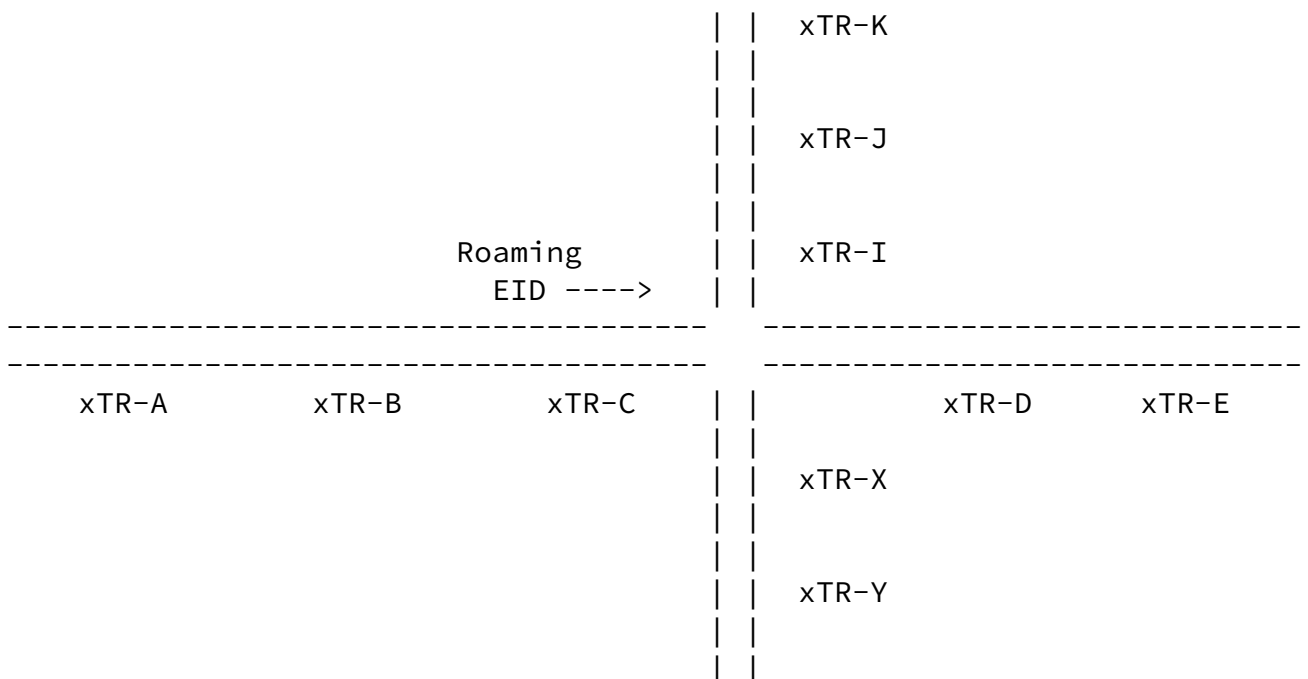 xTR-K
xTR-J
Roaming xTR-I
EID ---->
xTR-A xTR-B xTR-C xTR-D xTR-E
xTR-X
xTR-Y